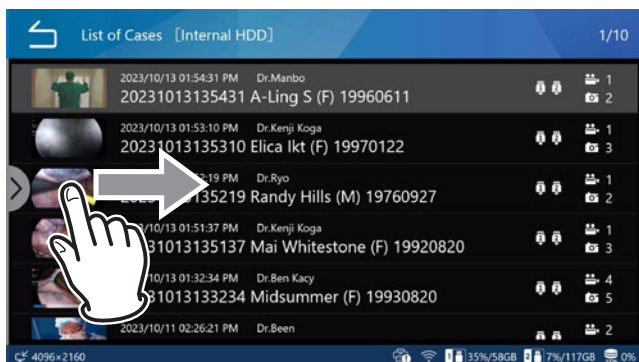 List of Cases [Internal HDD] 1/10
2023/10/13 01:54:31 PM Dr.Manbo
20231013135431 A-Ling S (F) 19960611
1
2
2023/10/13 01:53:10 PM Dr.Kenji Koga
20231013135310 Elica Ikt (F) 19970122
1
3
2:19 PM Dr.Ryo
135219 Randy Hills (M) 19760927
1
2
/10/13 01:51:37 PM Dr.Kenji Koga
31013135137 Mai Whitestone (F) 19920820
1
3
10/13 01:32:34 PM Dr.Ben Kacy
31013133234 Midsummer (F) 19930820
4
5
2023/10/11 02:26:21 PM Dr.Been
2
4096×2160 1 35%/58GB 2 7%/117GB 0%